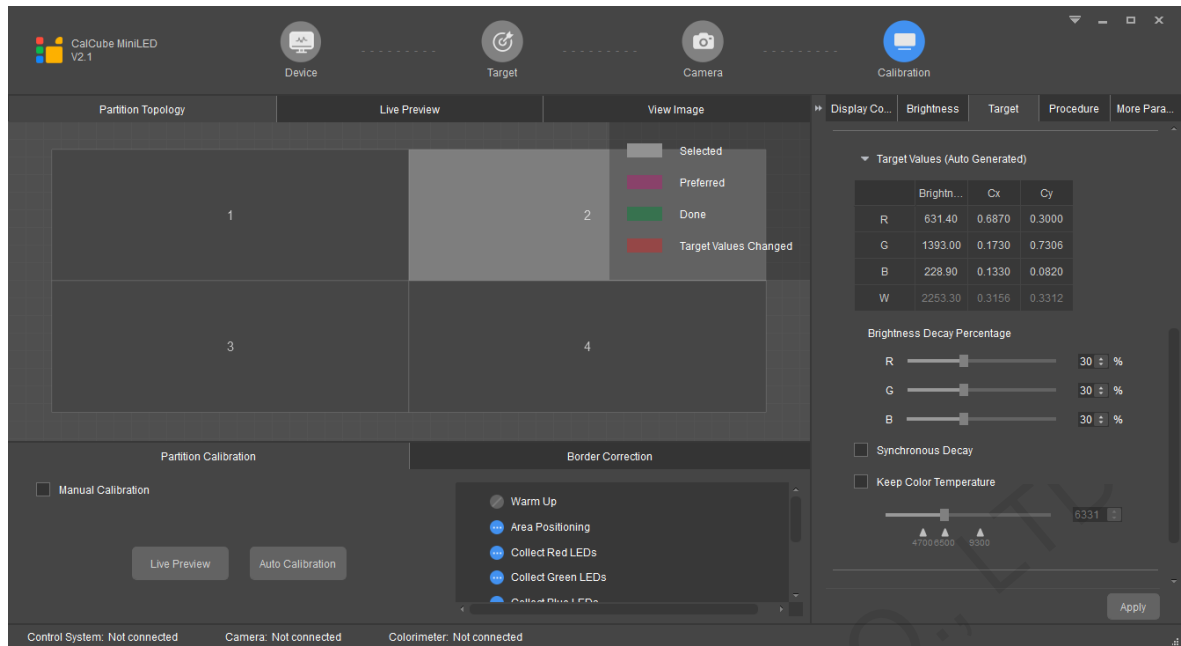 CalCube MiniLED
V2.1
Device
Target
Camera
Calibration
Partition Topology
Live Preview
View Image
Display Co...
Brightness
Target
Procedure
More Para...
1
2
3
4
Selected
Preferred
Done
Target Values Changed
Target Values (Auto Generated)
Brightn... Cx Cy
R 631.40 0.6870 0.3000
G 1393.00 0.1730 0.7306
B 228.90 0.1330 0.0820
W 2253.30 0.3156 0.3312
Brightness Decay Percentage
R 30 %
G 30 %
B 30 %
Synchronous Decay
Keep Color Temperature
6331
4700 6500 9300
Apply
Partition Calibration
Border Correction
Manual Calibration
Live Preview
Auto Calibration
Warm Up
Area Positioning
Collect Red LEDs
Collect Green LEDs
Collect Blue LEDs
Control System: Not connected
Camera: Not connected
Colorimeter: Not connected